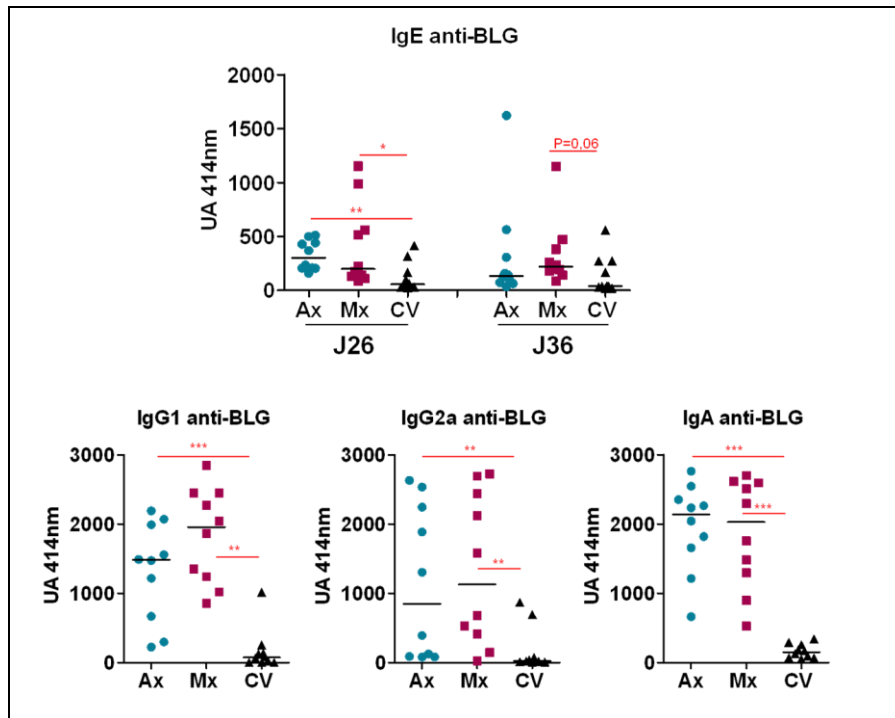 IgE anti-BLG
UA 414nm
2000
1500
1000
500
0
*
**
P=0,06
Ax Mx CV Ax Mx CV
J26 J36
IgG1 anti-BLG
UA 414nm
3000
2000
1000
0
***
**
Ax Mx CV
IgG2a anti-BLG
UA 414nm
3000
2000
1000
0
**
**
Ax Mx CV
IgA anti-BLG
UA 414nm
3000
2000
1000
0
***
***
Ax Mx CV